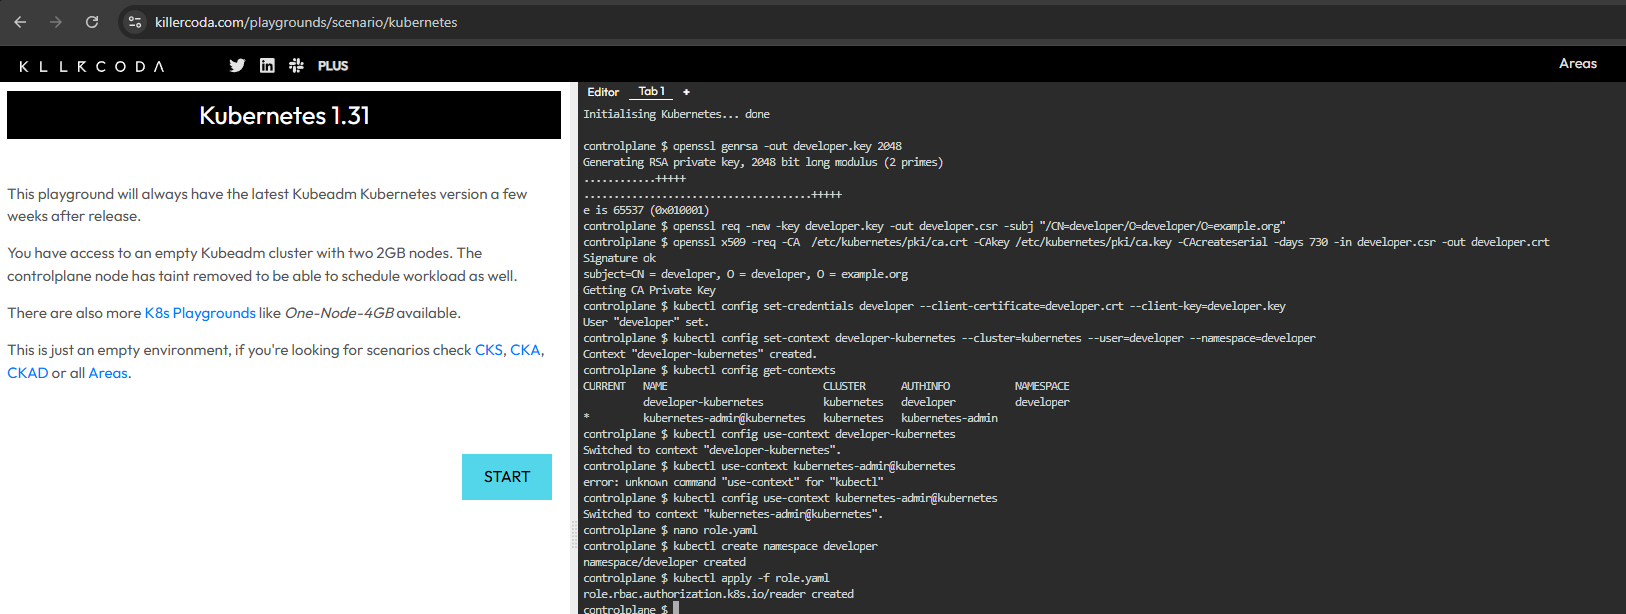 killercoda.com/playgrounds/scenario/kubernetes
KLLRCODA
PLUS
Areas
Kubernetes 1.31
This playground will always have the latest Kubeadm Kubernetes version a few
weeks after release.
You have access to an empty Kubeadm cluster with two 2GB nodes. The
controlplane node has taint removed to be able to schedule workload as well.
There are also more K8s Playgrounds like One-Node-4GB available.
This is just an empty environment, if you're looking for scenarios check CKS, CKA,
CKAD or all Areas.
START
Editor Tab 1 +
Initialising Kubernetes... done
controlplane $ openssl genrsa -out developer.key 2048
Generating RSA private key, 2048 bit long modulus (2 primes)
............+++++
...................................+++++
e is 65537 (0x010001)
controlplane $ openssl req -new -key developer.key -out developer.csr -subj "/CN=developer/O=developer/O=example.org"
controlplane $ openssl x509 -req -CA  /etc/kubernetes/pki/ca.crt -CAkey /etc/kubernetes/pki/ca.key -CAcreateserial -days 730 -in developer.csr -out developer.crt
Signature ok
subject=CN = developer, O = developer, O = example.org
Getting CA Private Key
controlplane $ kubectl config set-credentials developer --client-certificate=developer.crt --client-key=developer.key
User "developer" set.
controlplane $ kubectl config set-context developer-kubernetes --cluster=kubernetes --user=developer --namespace=developer
Context "developer-kubernetes" created.
controlplane $ kubectl config get-contexts
CURRENT   NAME                          CLUSTER      AUTHINFO           NAMESPACE
          developer-kubernetes          kubernetes   developer          developer
*         kubernetes-admin@kubernetes   kubernetes   kubernetes-admin
controlplane $ kubectl config use-context developer-kubernetes
Switched to context "developer-kubernetes".
controlplane $ kubectl use-context kubernetes-admin@kubernetes
error: unknown command "use-context" for "kubectl"
controlplane $ kubectl config use-context kubernetes-admin@kubernetes
Switched to context "kubernetes-admin@kubernetes".
controlplane $ nano role.yaml
controlplane $ kubectl create namespace developer
namespace/developer created
controlplane $ kubectl apply -f role.yaml
role.rbac.authorization.k8s.io/reader created
controlplane $